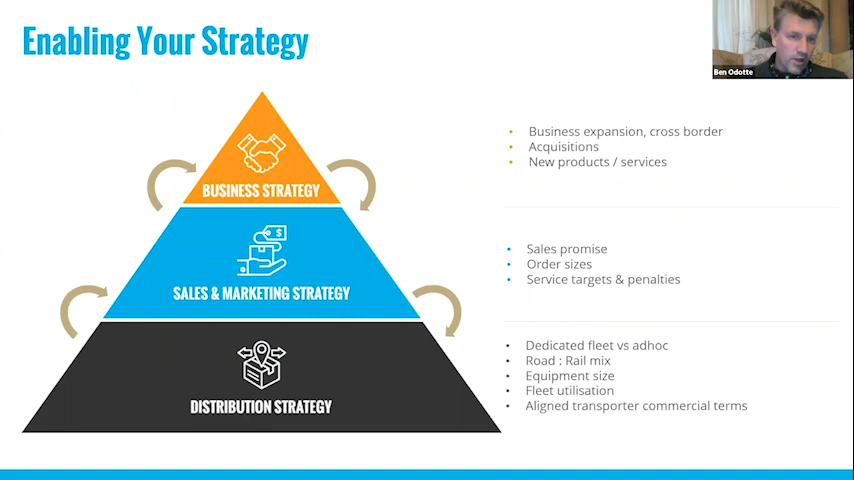 Enabling Your Strategy
Ben Odotte
BUSINESS STRATEGY
• Business expansion, cross border
• Acquisitions
• New products / services
$
SALES & MARKETING STRATEGY
• Sales promise
• Order sizes
• Service targets & penalties
DISTRIBUTION STRATEGY
• Dedicated fleet vs adhoc
• Road : Rail mix
• Equipment size
• Fleet utilisation
• Aligned transporter commercial terms